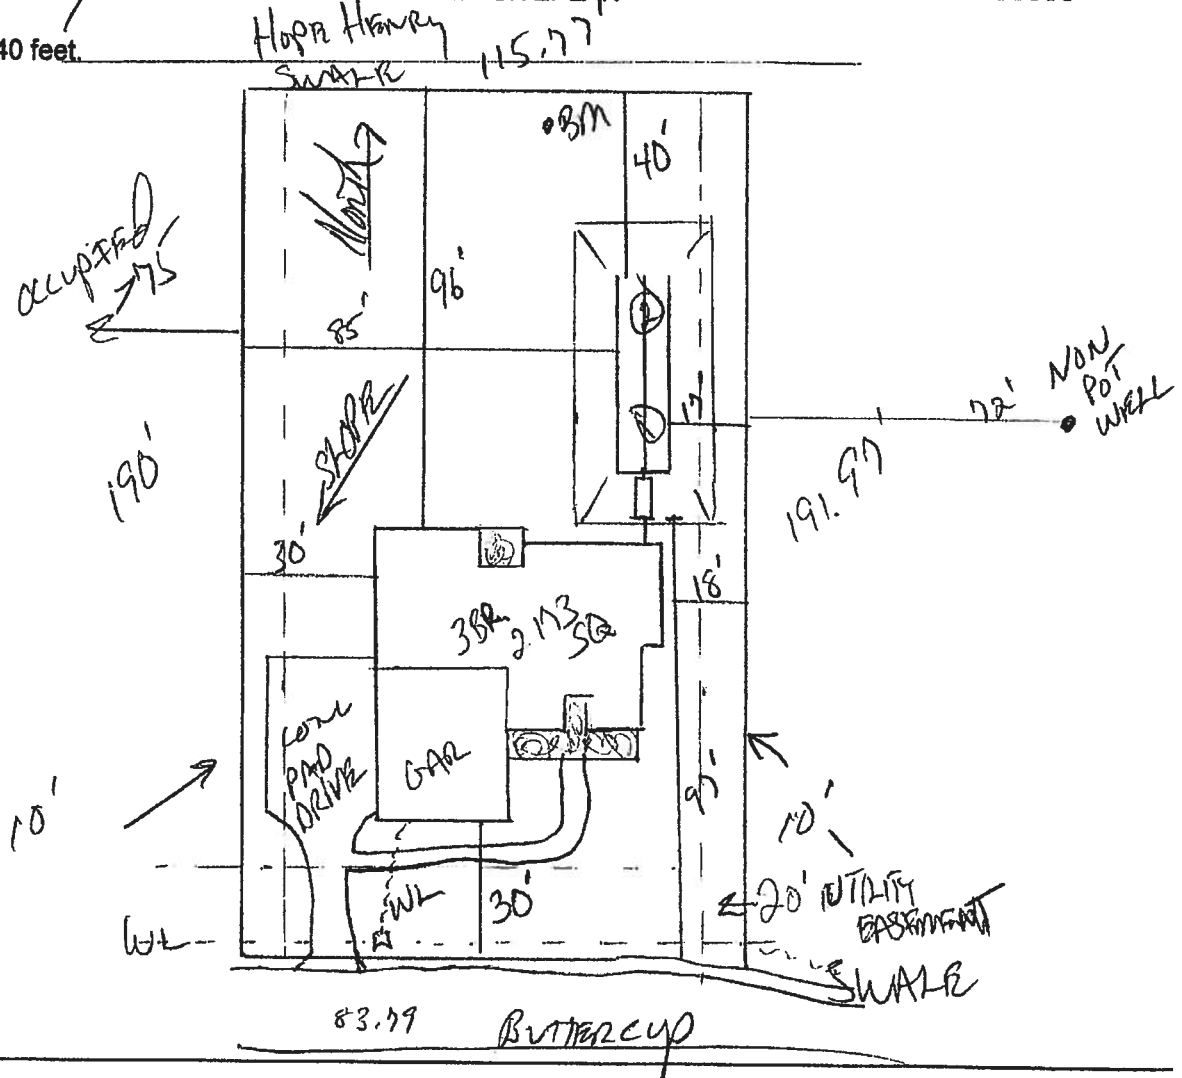 40 feet.
HOPE HENRY
SWALE
115.77
BM
40'
North
OCCUPIED
75'
96'
85'
SLOPE
190'
17'
72'
NON
POT
WELL
191.97
30'
18'
3BR
2.173
SQ
CONC
PAD
DRIVE
GAR
97'
10'
10'
20' UTILITY
EASEMENT
WL
30'
WL
SWALE
83.79
BUTTERCUP